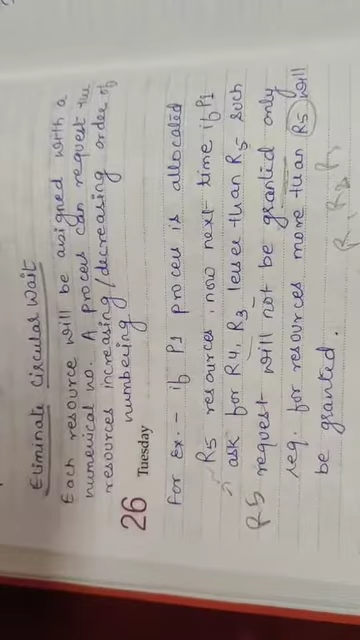 Eliminate Circular Wait
Each resource will be assigned with a
numerical no. A process can request the
resources increasing/decreasing order of
numbering
26 Tuesday
For Ex. - if P1 process is allocated
R5 resources, now next time if P1
ask for R4, R3 lesser than R5 such
R5 request will not be granted only
req. for resources more than R5 will
be granted.